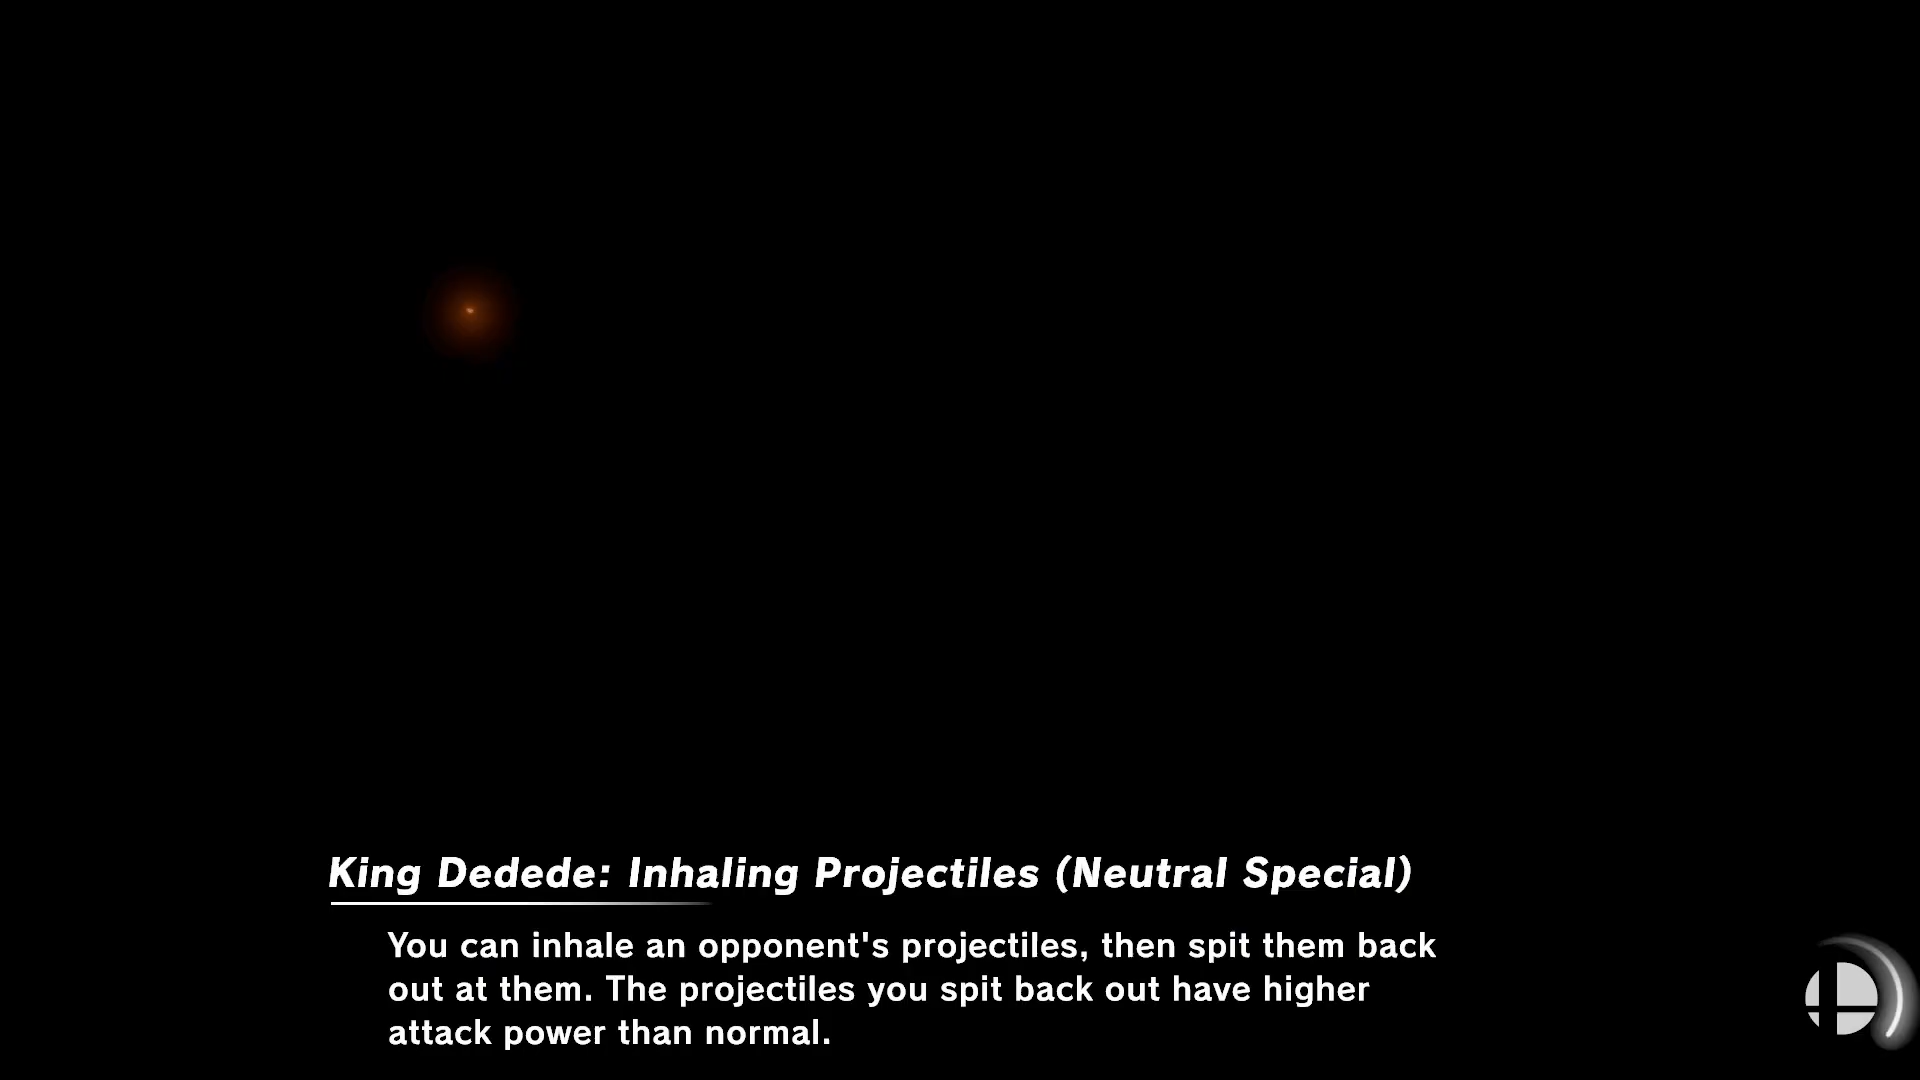 King Dedede: Inhaling Projectiles (Neutral Special)
You can inhale an opponent's projectiles, then spit them back
out at them. The projectiles you spit back out have higher
attack power than normal.